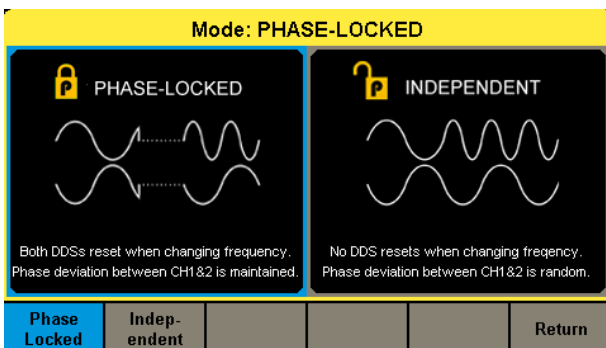 Mode: PHASE-LOCKED
P PHASE-LOCKED
Both DDSs reset when changing frequency.
Phase deviation between CH1&2 is maintained.
P INDEPENDENT
No DDS resets when changing freqency.
Phase deviation between CH1&2 is random.
Phase
Locked
Indep-
endent
Return